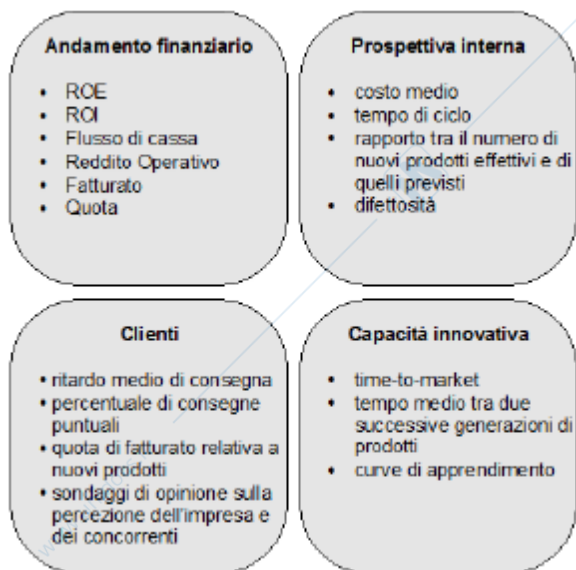 Andamento finanziario
• ROE
• ROI
• Flusso di cassa
• Reddito Operativo
• Fatturato
• Quota
Prospettiva interna
• costo medio
• tempo di ciclo
• rapporto tra il numero di
nuovi prodotti effettivi e di
quelli previsti
• difettosità
Clienti
• ritardo medio di consegna
• percentuale di consegne
puntuali
• quota di fatturato relativa a
nuovi prodotti
• sondaggi di opinione sulla
percezione dell'impresa e
dei concorrenti
Capacità innovativa
• time-to-market
• tempo medio tra due
successive generazioni di
prodotti
• curve di apprendimento